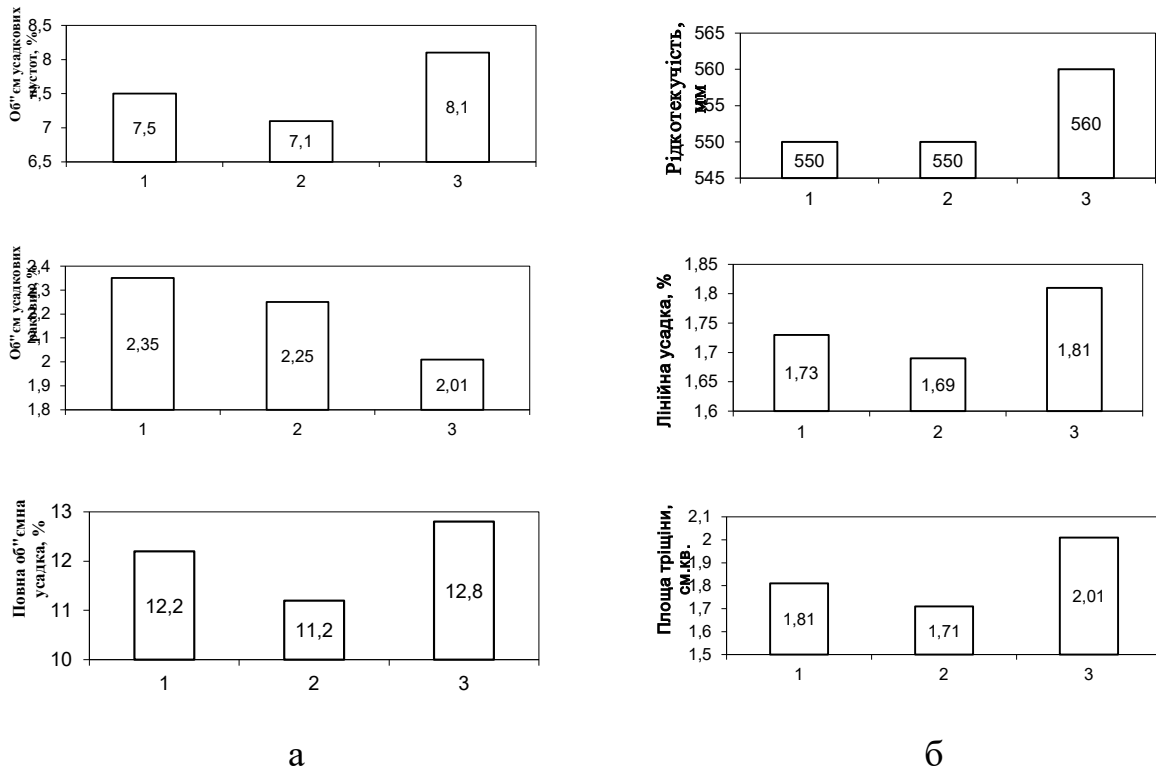 Об"єм усадкових
пустот, %
8,5
8
7,5
7
6,5
7,5
7,1
8,1
1 2 3
Об"єм усадкових
раковин, %
2,4
2,3
2,2
2,1
2
1,9
1,8
2,35
2,25
2,01
1 2 3
Повна об"ємна
усадка, %
13
12
11
10
12,2
11,2
12,8
1 2 3
а
Рідкотекучість,
мм
565
560
555
550
545
550
550
560
1 2 3
Лінійна усадка, %
1,85
1,8
1,75
1,7
1,65
1,6
1,73
1,69
1,81
1 2 3
Площа тріщіни,
см.кв.
2,1
2
1,9
1,8
1,7
1,6
1,5
1,81
1,71
2,01
1 2 3
б